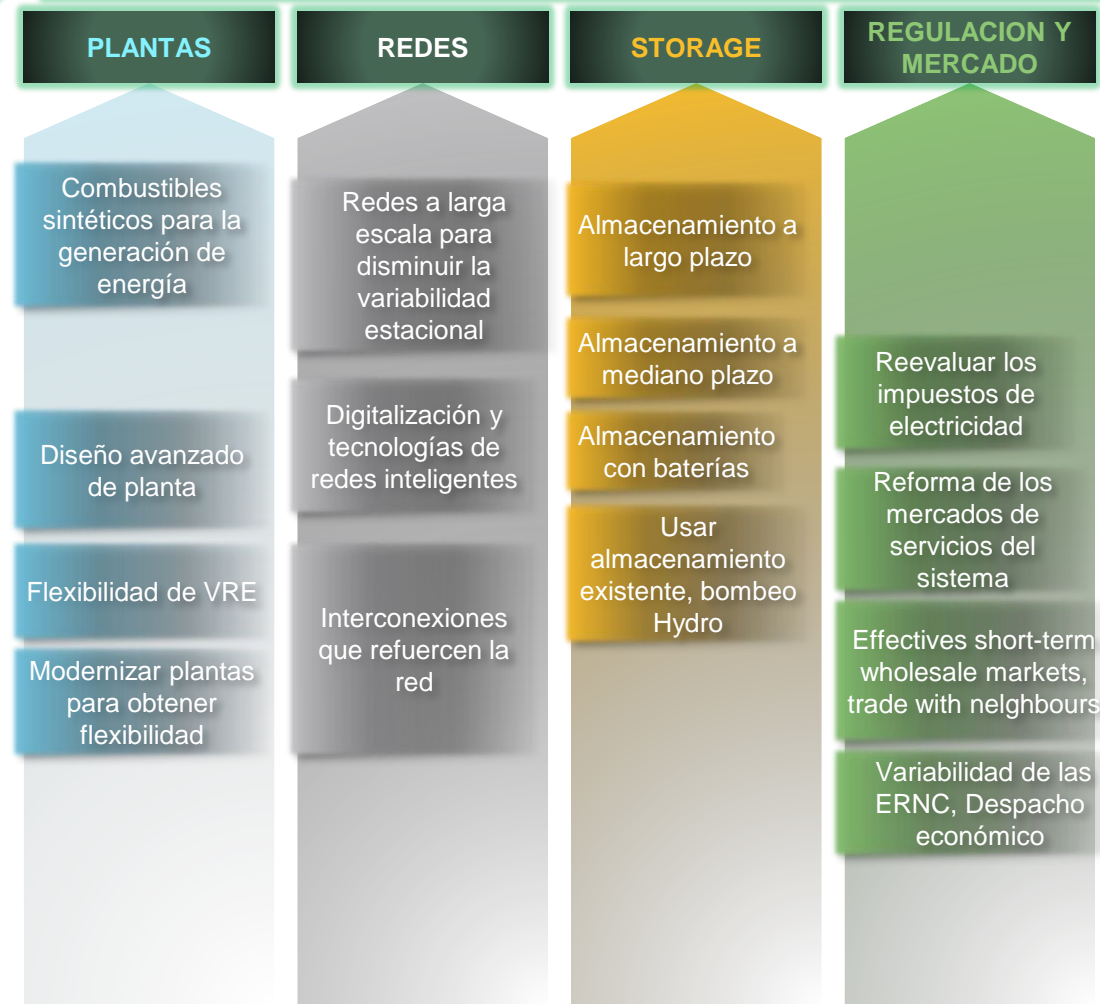 PLANTAS
Combustibles
sintéticos para la
generación de
energía
Diseño avanzado
de planta
Flexibilidad de VRE
Modernizar plantas
para obtener
flexibilidad
REDES
Redes a larga
escala para
disminuir la
variabilidad
estacional
Digitalización y
tecnologías de
redes inteligentes
Interconexiones
que refuercen la
red
STORAGE
Almacenamiento a
largo plazo
Almacenamiento a
mediano plazo
Almacenamiento
con baterías
Usar
almacenamiento
existente, bombeo
Hydro
REGULACION Y
MERCADO
Reevaluar los
impuestos de
electricidad
Reforma de los
mercados de
servicios del
sistema
Effectives short-term
wholesale markets,
trade with nelghbours
Variabilidad de las
ERNC, Despacho
económico